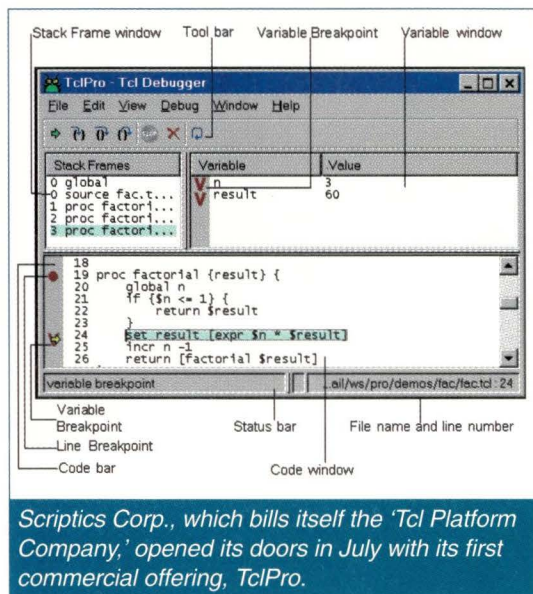 Stack Frame window Tool bar Variable Breakpoint Variable window
TclPro - Tcl Debugger
File Edit View Debug Window Help
Stack Frames Variable Value
0 global
0 source fac.t...
1 proc factori...
2 proc factori...
3 proc factori...
V n 3
V result 60
18
19 proc factorial {result} {
20 global n
21 if {$n <= 1} {
22 return $result
23 }
24 set result [expr $n * $result]
25 incr n -1
26 return [factorial $result]
variable breakpoint ...ail/ws/pro/demos/fac/fac.tcl : 24
Variable
Breakpoint
Status bar
File name and line number
Line Breakpoint
Code bar
Code window
Scriptics Corp., which bills itself the ‘Tcl Platform
Company,’ opened its doors in July with its first
commercial offering, TclPro.